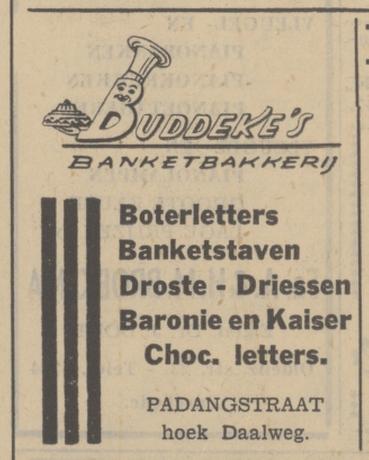 BUDDEKE'S
BANKETBAKKERIJ
Boterletters
Banketstaven
Droste - Driessen
Baronie en Kaiser
Choc. letters.
PADANGSTRAAT
hoek Daalweg.